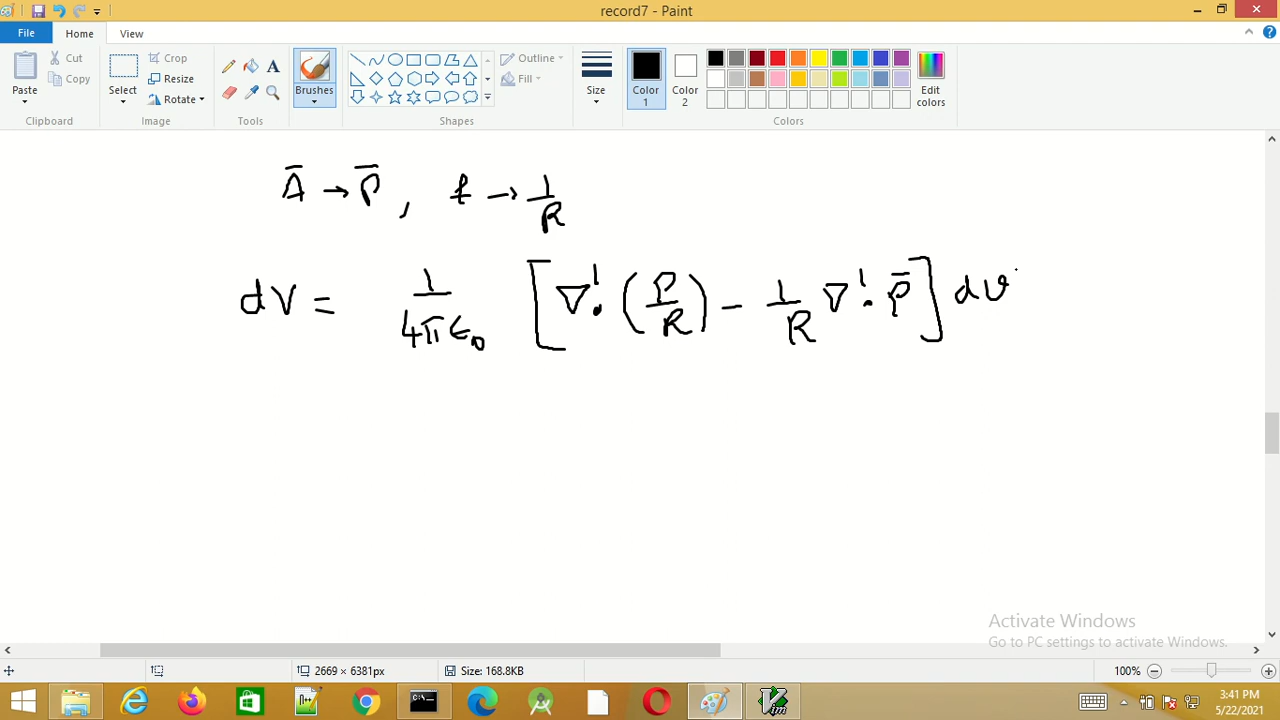 record7 - Paint
File Home View
Paste Cut Copy Clipboard
Select Crop Resize Rotate Image
A Tools
Brushes
Outline Fill Shapes
Size
Color 1 Color 2 Edit colors Colors
Ā → P̄ , f → 1/R
dV = 1/4πε₀ [∇'·(P/R) − 1/R ∇'·P̄] dv
Activate Windows
Go to PC settings to activate Windows.
2669 × 6381px Size: 168.8KB 100%
3:41 PM
5/22/2021